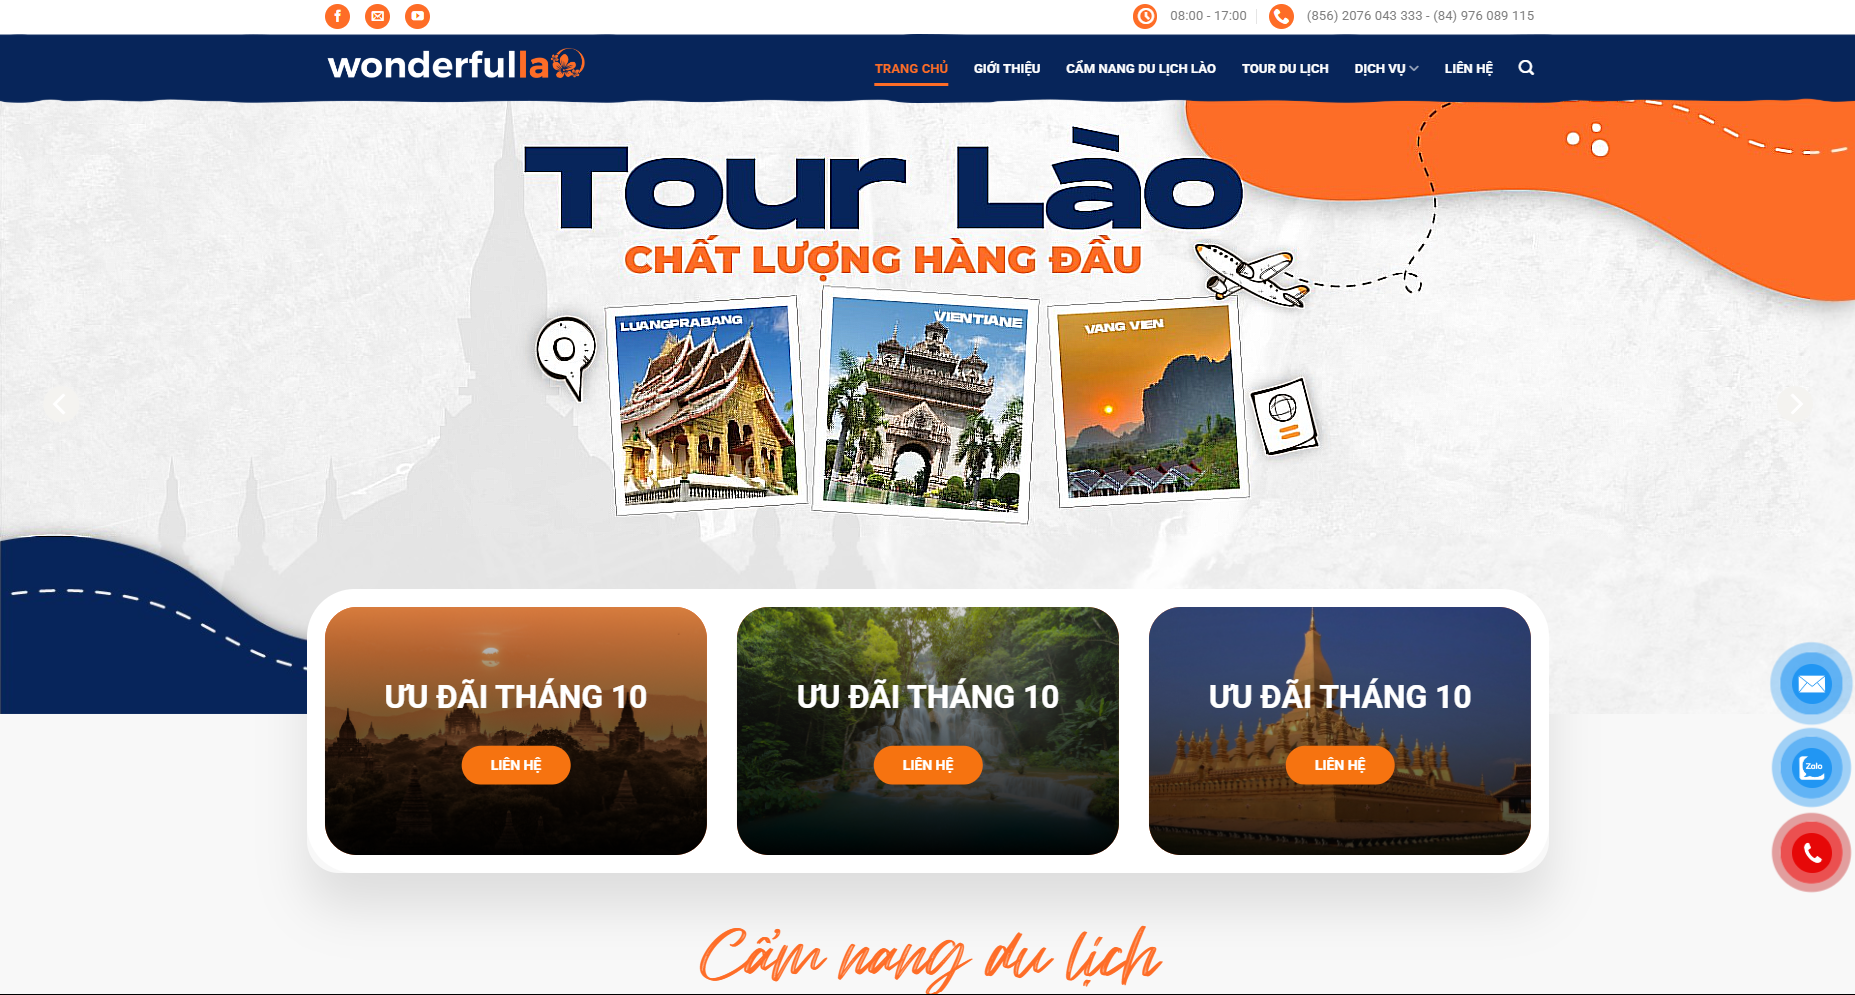 08:00 - 17:00
(856) 2076 043 333 - (84) 976 089 115
wonderfulla
TRANG CHỦ
GIỚI THIỆU
CẨM NANG DU LỊCH LÀO
TOUR DU LỊCH
DỊCH VỤ
LIÊN HỆ
Tour Lào
CHẤT LƯỢNG HÀNG ĐẦU
LUANGPRABANG
VIENTIANE
VANG VIEN
ƯU ĐÃI THÁNG 10
LIÊN HỆ
ƯU ĐÃI THÁNG 10
LIÊN HỆ
ƯU ĐÃI THÁNG 10
LIÊN HỆ
Zalo
Cẩm nang du lịch